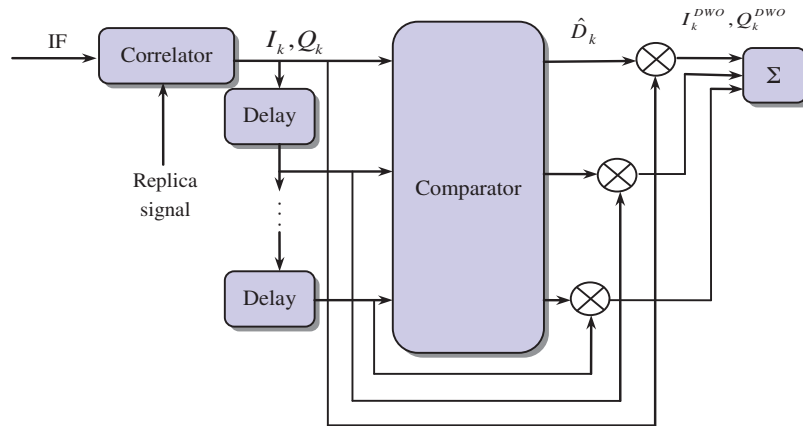 IF
Correlator
I_k, Q_k
D̂_k
I_k^{DWO}, Q_k^{DWO}
Σ
Delay
Replica
signal
Comparator
Delay